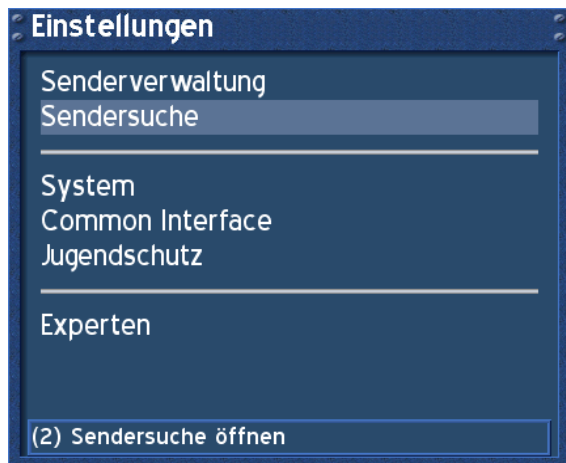 Einstellungen
Senderverwaltung
Sendersuche
System
Common Interface
Jugendschutz
Experten
(2) Sendersuche öffnen